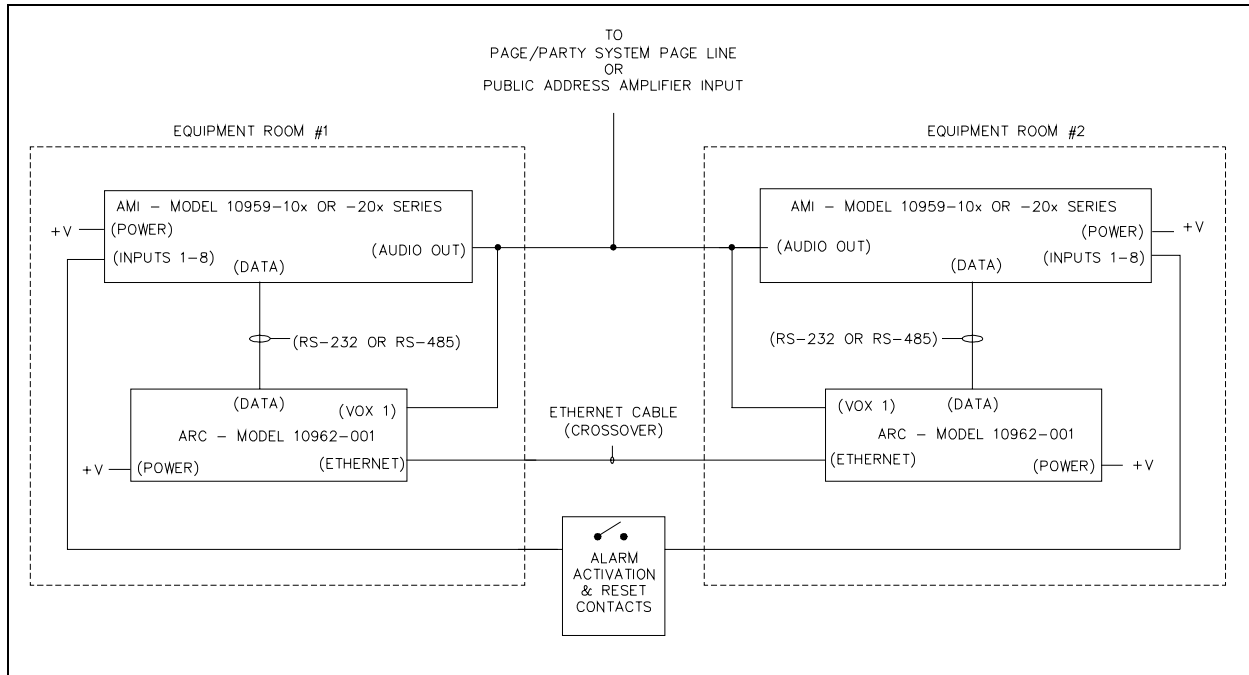 TO
PAGE/PARTY SYSTEM PAGE LINE
OR
PUBLIC ADDRESS AMPLIFIER INPUT
EQUIPMENT ROOM #1
AMI – MODEL 10959-10x OR -20x SERIES
+V
(POWER)
(INPUTS 1-8)
(DATA)
(AUDIO OUT)
(RS-232 OR RS-485)
(DATA)
(VOX 1)
ARC – MODEL 10962-001
+V
(POWER)
(ETHERNET)
ETHERNET CABLE
(CROSSOVER)
EQUIPMENT ROOM #2
AMI – MODEL 10959-10x OR -20x SERIES
(POWER)
+V
(AUDIO OUT)
(INPUTS 1-8)
(DATA)
(RS-232 OR RS-485)
(VOX 1)
(DATA)
ARC – MODEL 10962-001
(ETHERNET)
(POWER)
+V
ALARM
ACTIVATION
& RESET
CONTACTS